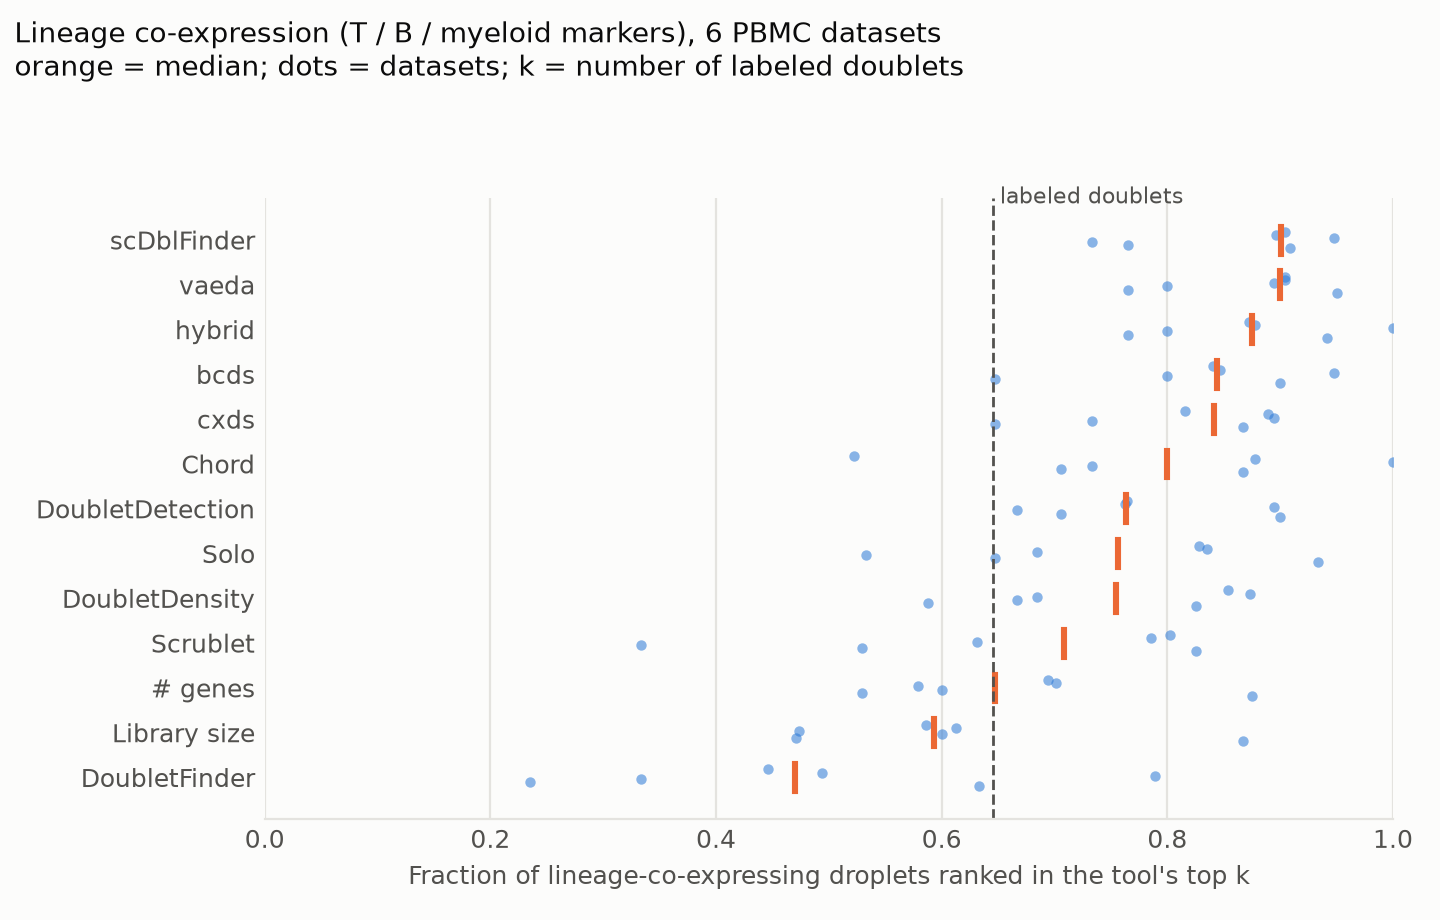 Lineage co-expression (T / B / myeloid markers), 6 PBMC datasets
orange = median; dots = datasets; k = number of labeled doublets
labeled doublets
scDblFinder
vaeda
hybrid
bcds
cxds
Chord
DoubletDetection
Solo
DoubletDensity
Scrublet
# genes
Library size
DoubletFinder
0.0 0.2 0.4 0.6 0.8 1.0
Fraction of lineage-co-expressing droplets ranked in the tool's top k